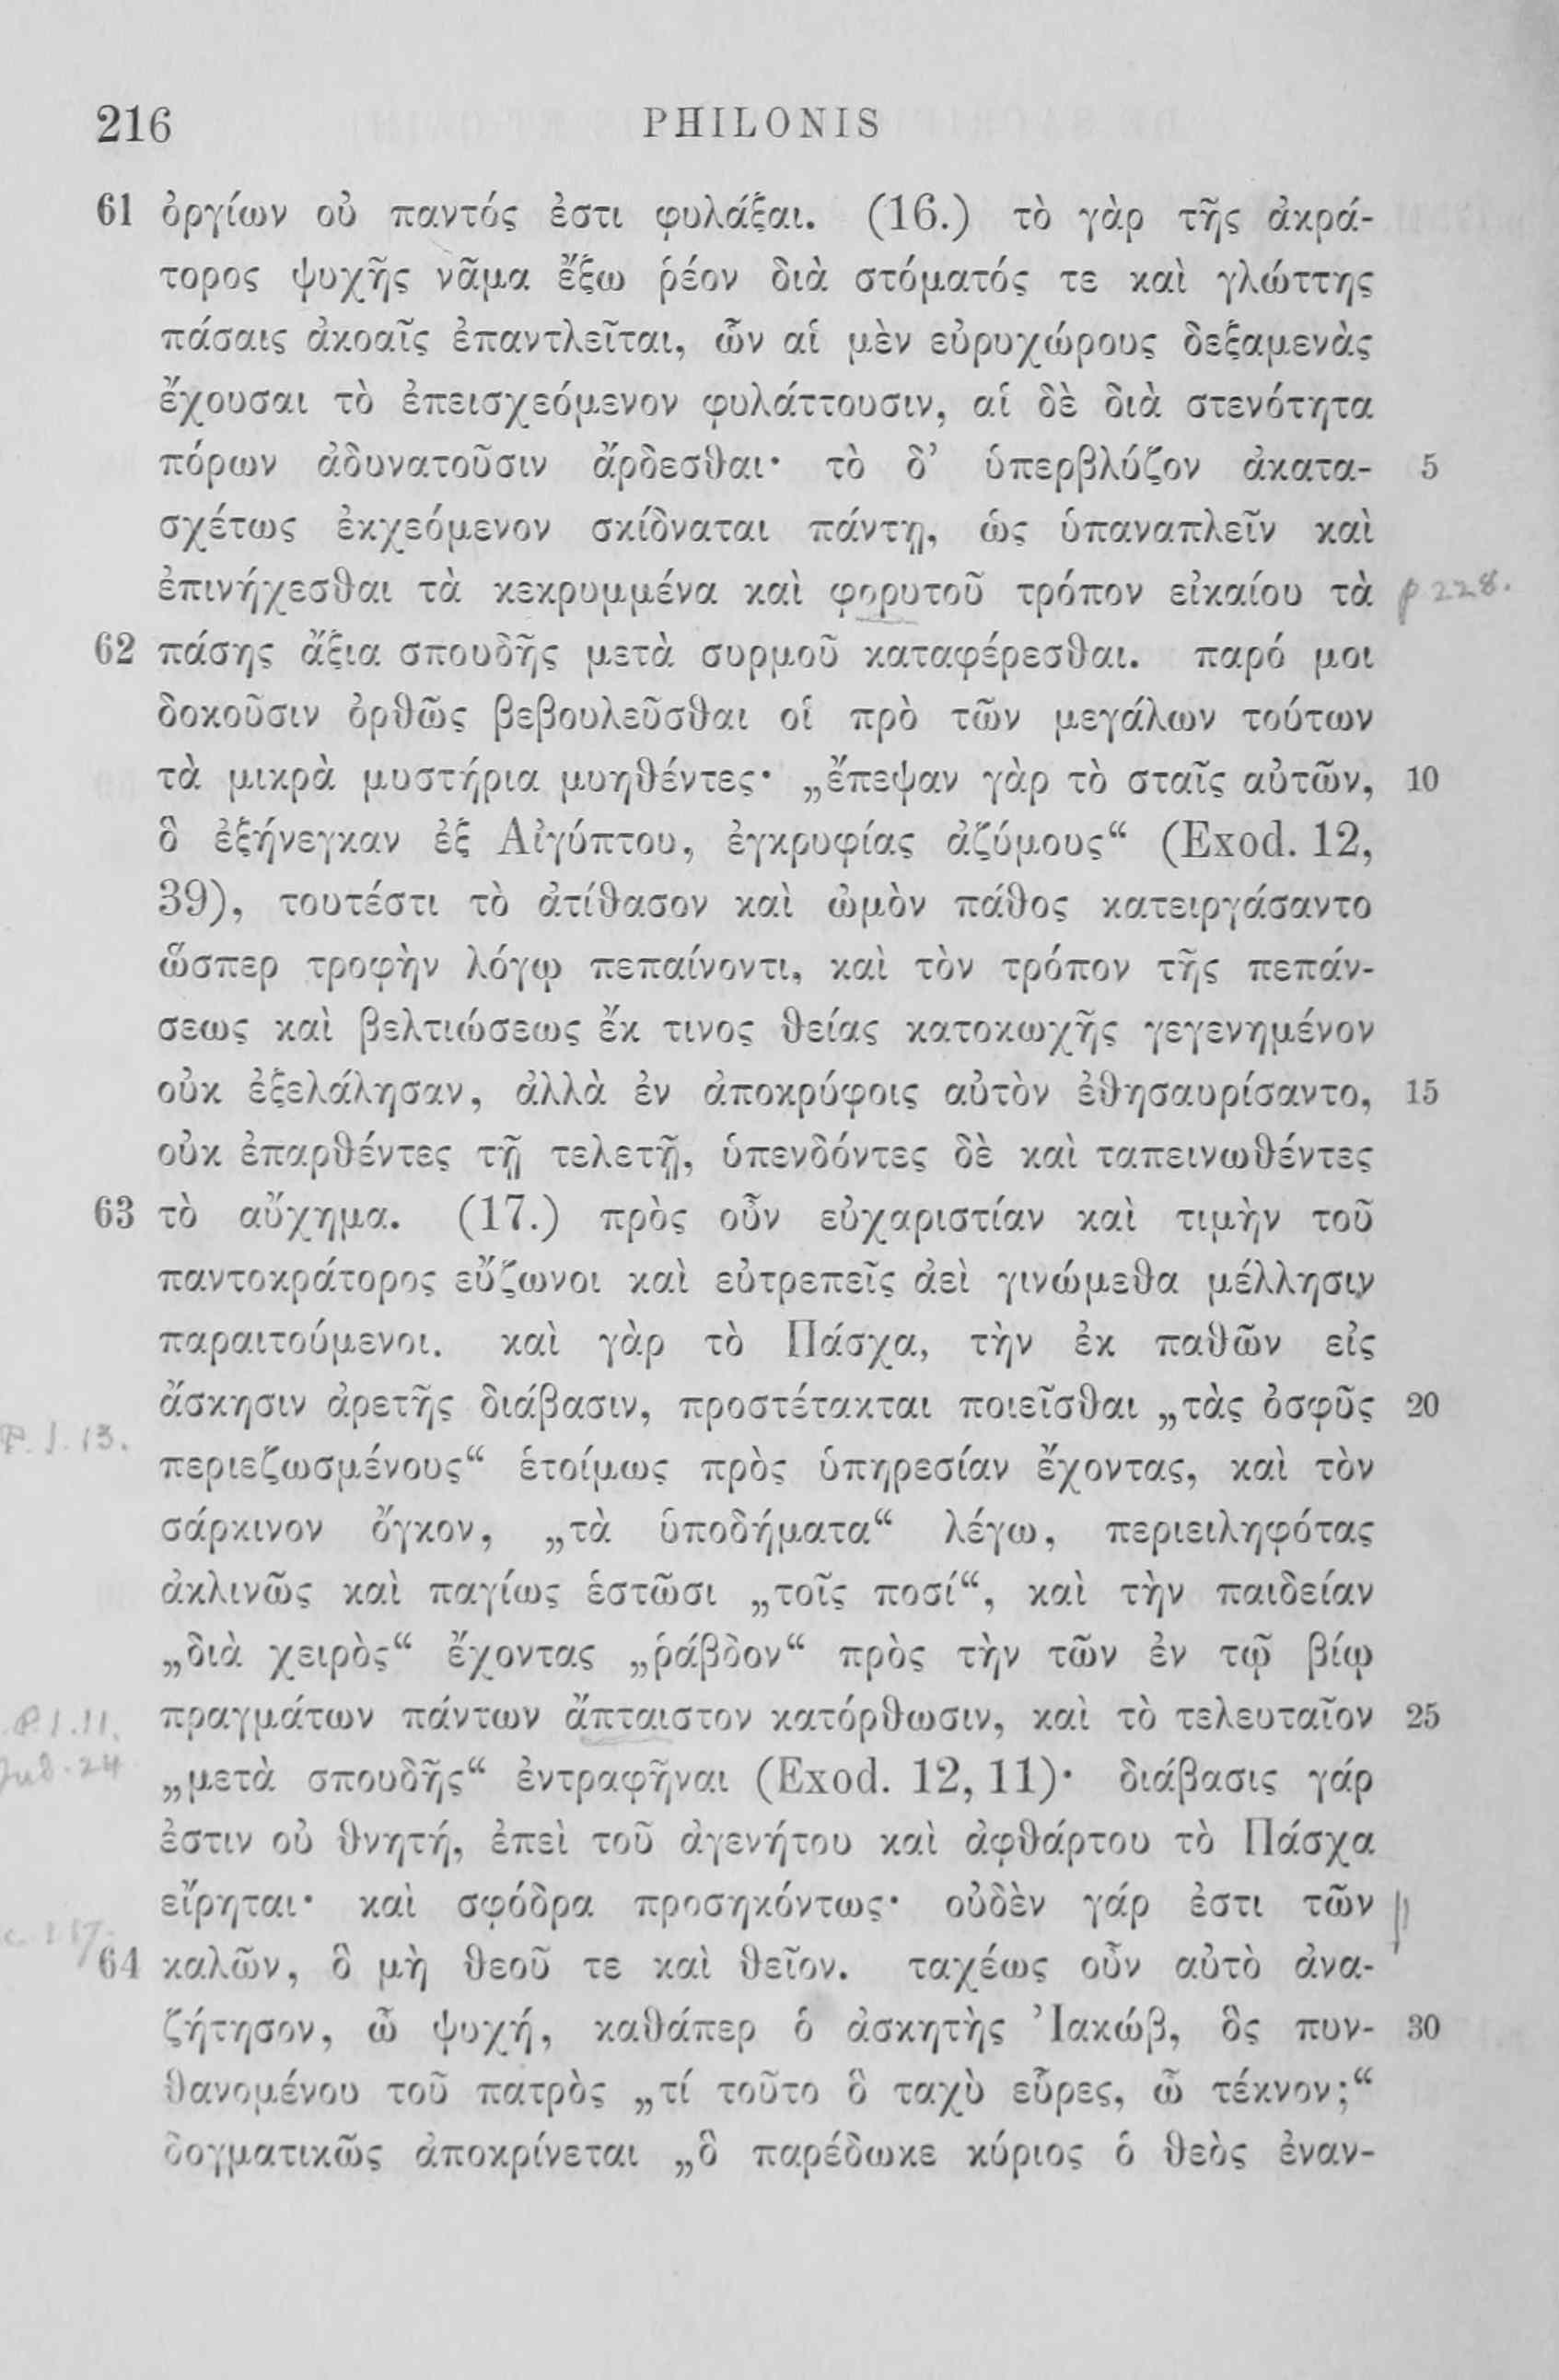 216 PHILONIS
61 ὀργίων οὐ παντός ἐστι φυλάξαι. (16.) τὸ γὰρ τῆς ἀκρά-
τορος ψυχῆς νᾶμα ἔξω ῥέον διὰ στόματός τε καὶ γλώττης
πάσαις ἀκοαῖς ἐπαντλεῖται, ὧν αἱ μὲν εὐρυχώρους δεξαμενὰς
ἔχουσαι τὸ ἐπεισχεόμενον φυλάττουσιν, αἱ δὲ διὰ στενότητα
πόρων ἀδυνατοῦσιν ἄρδεσθαι· τὸ δ’ ὑπερβλύζον ἀκατα- 5
σχέτως ἐκχεόμενον σκίδναται πάντῃ, ὡς ὑπαναπλεῖν καὶ
ἐπινήχεσθαι τὰ κεκρυμμένα καὶ φορυτοῦ τρόπον εἰκαίου τὰ p 228.
62 πάσης ἄξια σπουδῆς μετὰ συρμοῦ καταφέρεσθαι. παρό μοι
δοκοῦσιν ὀρθῶς βεβουλεῦσθαι οἱ πρὸ τῶν μεγάλων τούτων
τὰ μικρὰ μυστήρια μυηθέντες· „ἔπεψαν γὰρ τὸ σταῖς αὐτῶν, 10
ὃ ἐξήνεγκαν ἐξ Αἰγύπτου, ἐγκρυφίας ἀζύμους“ (Exod. 12,
39), τουτέστι τὸ ἀτίθασον καὶ ὠμὸν πάθος κατειργάσαντο
ὥσπερ τροφὴν λόγῳ πεπαίνοντι, καὶ τὸν τρόπον τῆς πεπάν-
σεως καὶ βελτιώσεως ἔκ τινος θείας κατοκωχῆς γεγενημένον
οὐκ ἐξελάλησαν, ἀλλὰ ἐν ἀποκρύφοις αὐτὸν ἐθησαυρίσαντο, 15
οὐκ ἐπαρθέντες τῇ τελετῇ, ὑπενδόντες δὲ καὶ ταπεινωθέντες
63 τὸ αὔχημα. (17.) πρὸς οὖν εὐχαριστίαν καὶ τιμὴν τοῦ
παντοκράτορος εὔζωνοι καὶ εὐτρεπεῖς ἀεὶ γινώμεθα μέλλησιν
παραιτούμενοι. καὶ γὰρ τὸ Πάσχα, τὴν ἐκ παθῶν εἰς
ἄσκησιν ἀρετῆς διάβασιν, προστέτακται ποιεῖσθαι „τὰς ὀσφῦς 20
P. 1. 13. περιεζωσμένους“ ἑτοίμως πρὸς ὑπηρεσίαν ἔχοντας, καὶ τὸν
σάρκινον ὄγκον, „τὰ ὑποδήματα“ λέγω, περιειληφότας
ἀκλινῶς καὶ παγίως ἑστῶσι „τοῖς ποσί“, καὶ τὴν παιδείαν
„διὰ χειρὸς“ ἔχοντας „ῥάβδον“ πρὸς τὴν τῶν ἐν τῷ βίῳ
P. 1. 11. πραγμάτων πάντων ἄπταιστον κατόρθωσιν, καὶ τὸ τελευταῖον 25
Jud. 24 „μετὰ σπουδῆς“ ἐντραφῆναι (Exod. 12, 11)· διάβασις γάρ
ἐστιν οὐ θνητή, ἐπεὶ τοῦ ἀγενήτου καὶ ἀφθάρτου τὸ Πάσχα
εἴρηται· καὶ σφόδρα προσηκόντως· οὐδὲν γάρ ἐστι τῶν
64 καλῶν, ὃ μὴ θεοῦ τε καὶ θεῖον. ταχέως οὖν αὐτὸ ἀνα-
ζήτησον, ὦ ψυχή, καθάπερ ὁ ἀσκητὴς Ἰακώβ, ὃς πυν- 30
θανομένου τοῦ πατρὸς „τί τοῦτο ὃ ταχὺ εὗρες, ὦ τέκνον;“
δογματικῶς ἀποκρίνεται „ὃ παρέδωκε κύριος ὁ θεὸς ἐναν-